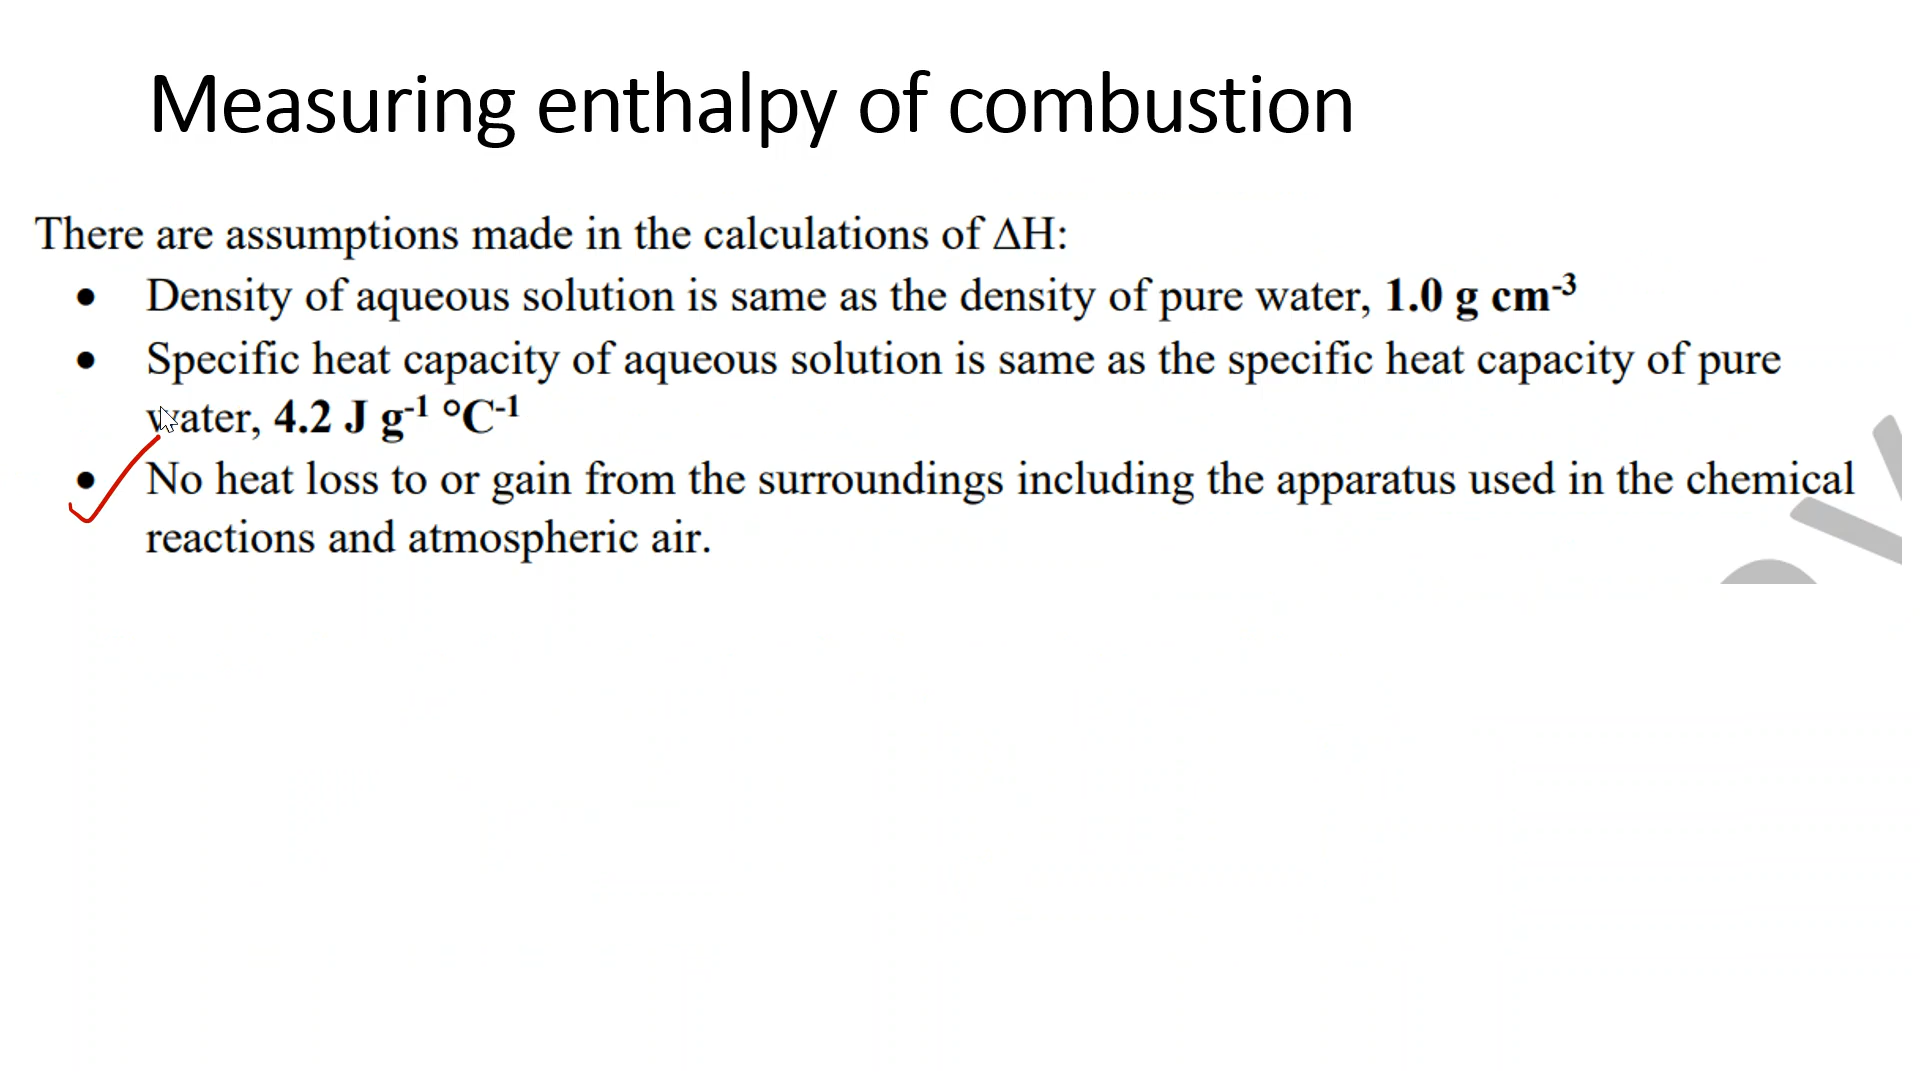 Measuring enthalpy of combustion
There are assumptions made in the calculations of ΔH:
• Density of aqueous solution is same as the density of pure water, 1.0 g cm⁻³
• Specific heat capacity of aqueous solution is same as the specific heat capacity of pure
water, 4.2 J g⁻¹ °C⁻¹
• No heat loss to or gain from the surroundings including the apparatus used in the chemical
reactions and atmospheric air.